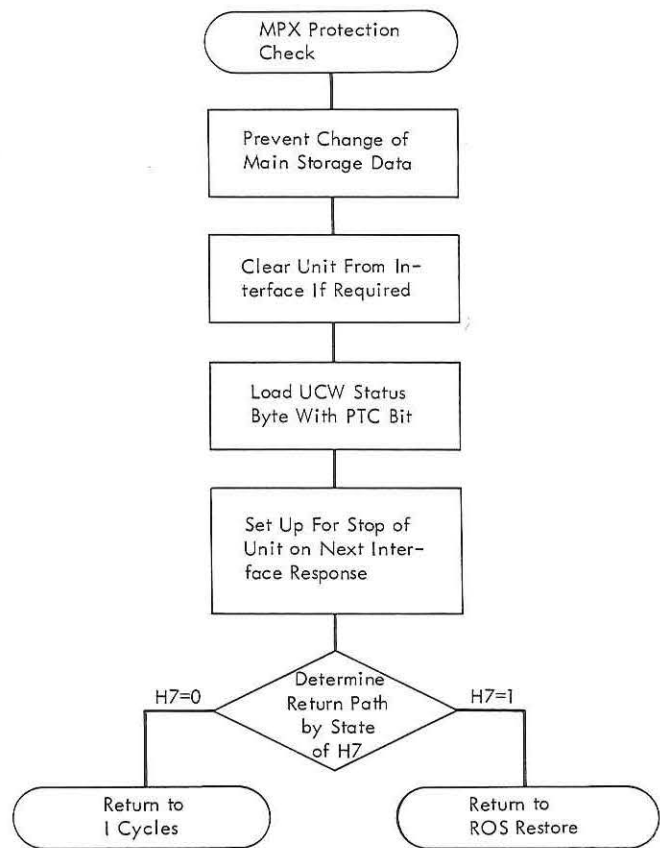 MPX Protection
Check
Prevent Change of
Main Storage Data
Clear Unit From In-
terface If Required
Load UCW Status
Byte With PTC Bit
Set Up For Stop of
Unit on Next Inter-
face Response
H7=0
Determine
Return Path
by State
of H7
H7=1
Return to
I Cycles
Return to
ROS Restore